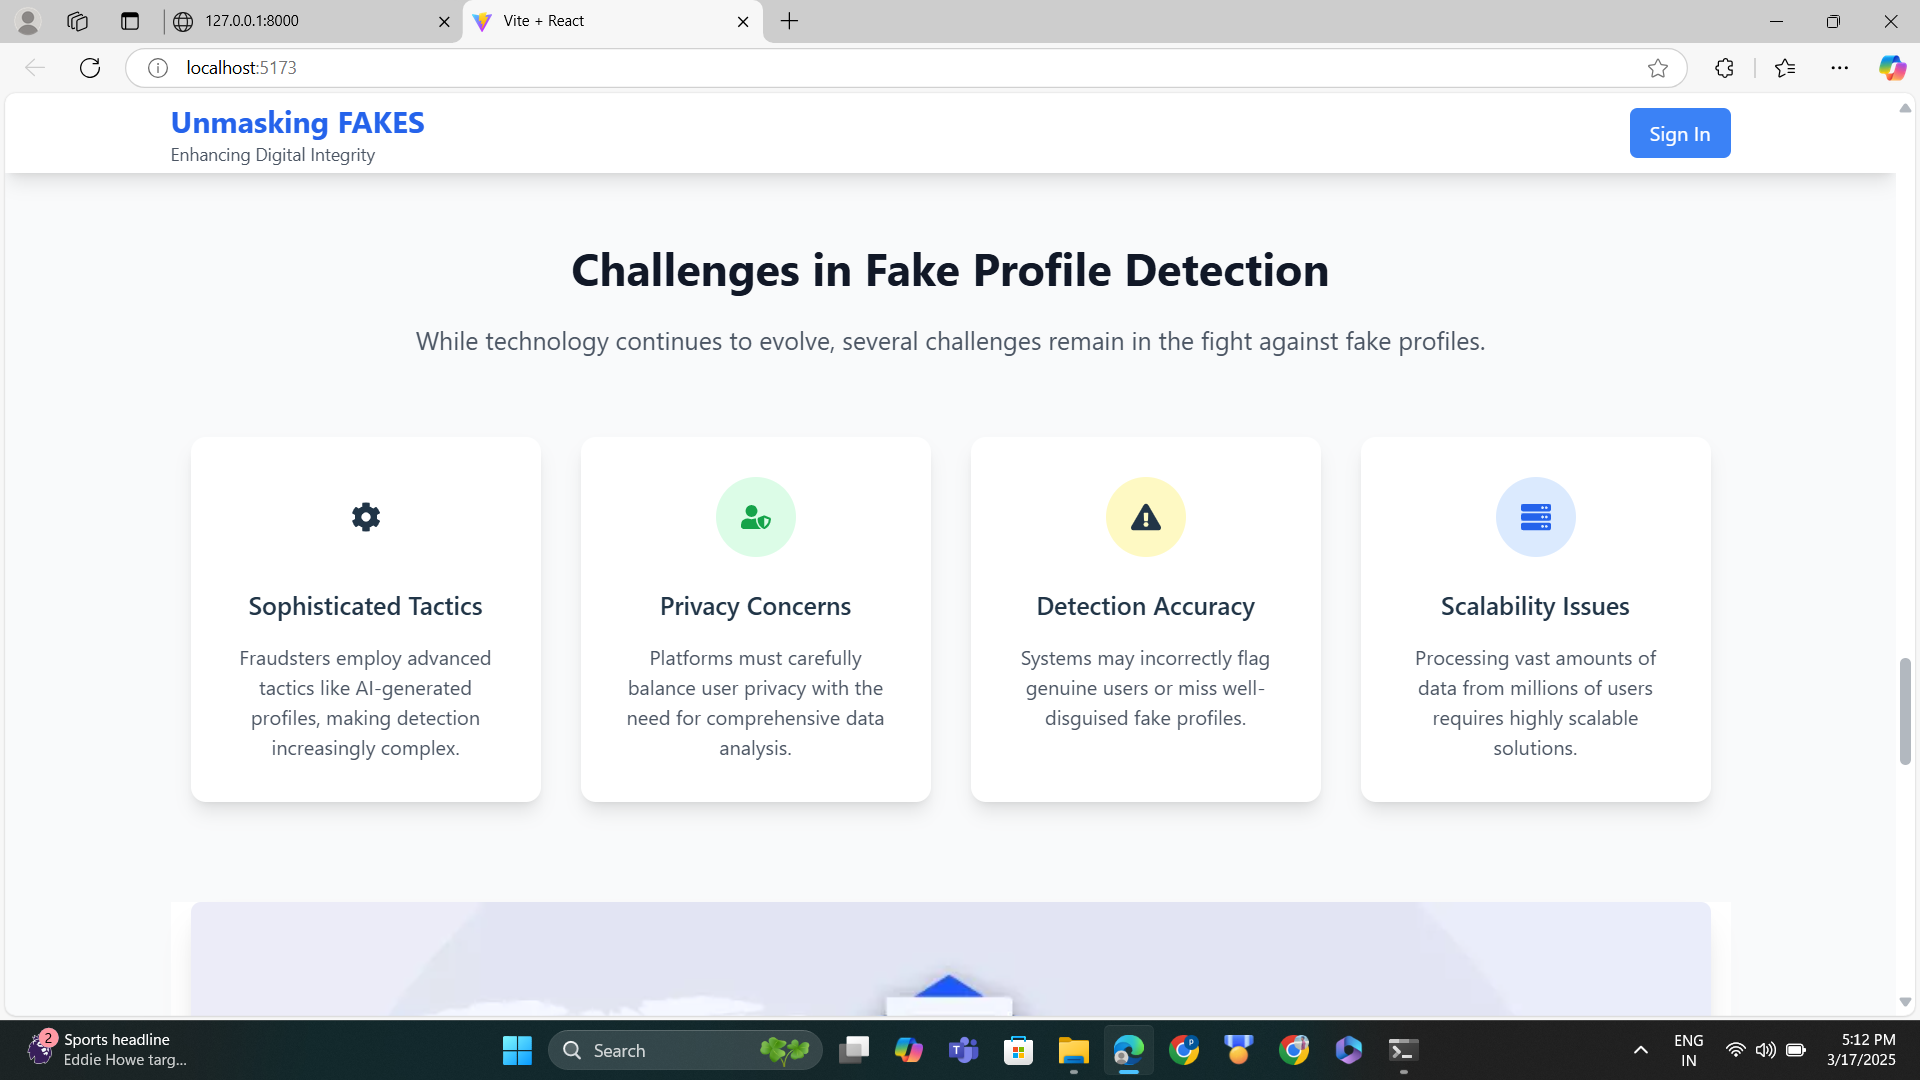 127.0.0.1:8000
Vite + React
localhost:5173
Unmasking FAKES
Enhancing Digital Integrity
Sign In
Challenges in Fake Profile Detection
While technology continues to evolve, several challenges remain in the fight against fake profiles.
Sophisticated Tactics
Fraudsters employ advanced
tactics like AI-generated
profiles, making detection
increasingly complex.
Privacy Concerns
Platforms must carefully
balance user privacy with the
need for comprehensive data
analysis.
Detection Accuracy
Systems may incorrectly flag
genuine users or miss well-
disguised fake profiles.
Scalability Issues
Processing vast amounts of
data from millions of users
requires highly scalable
solutions.
2
Sports headline
Eddie Howe targ...
Search
ENG
IN
5:12 PM
3/17/2025